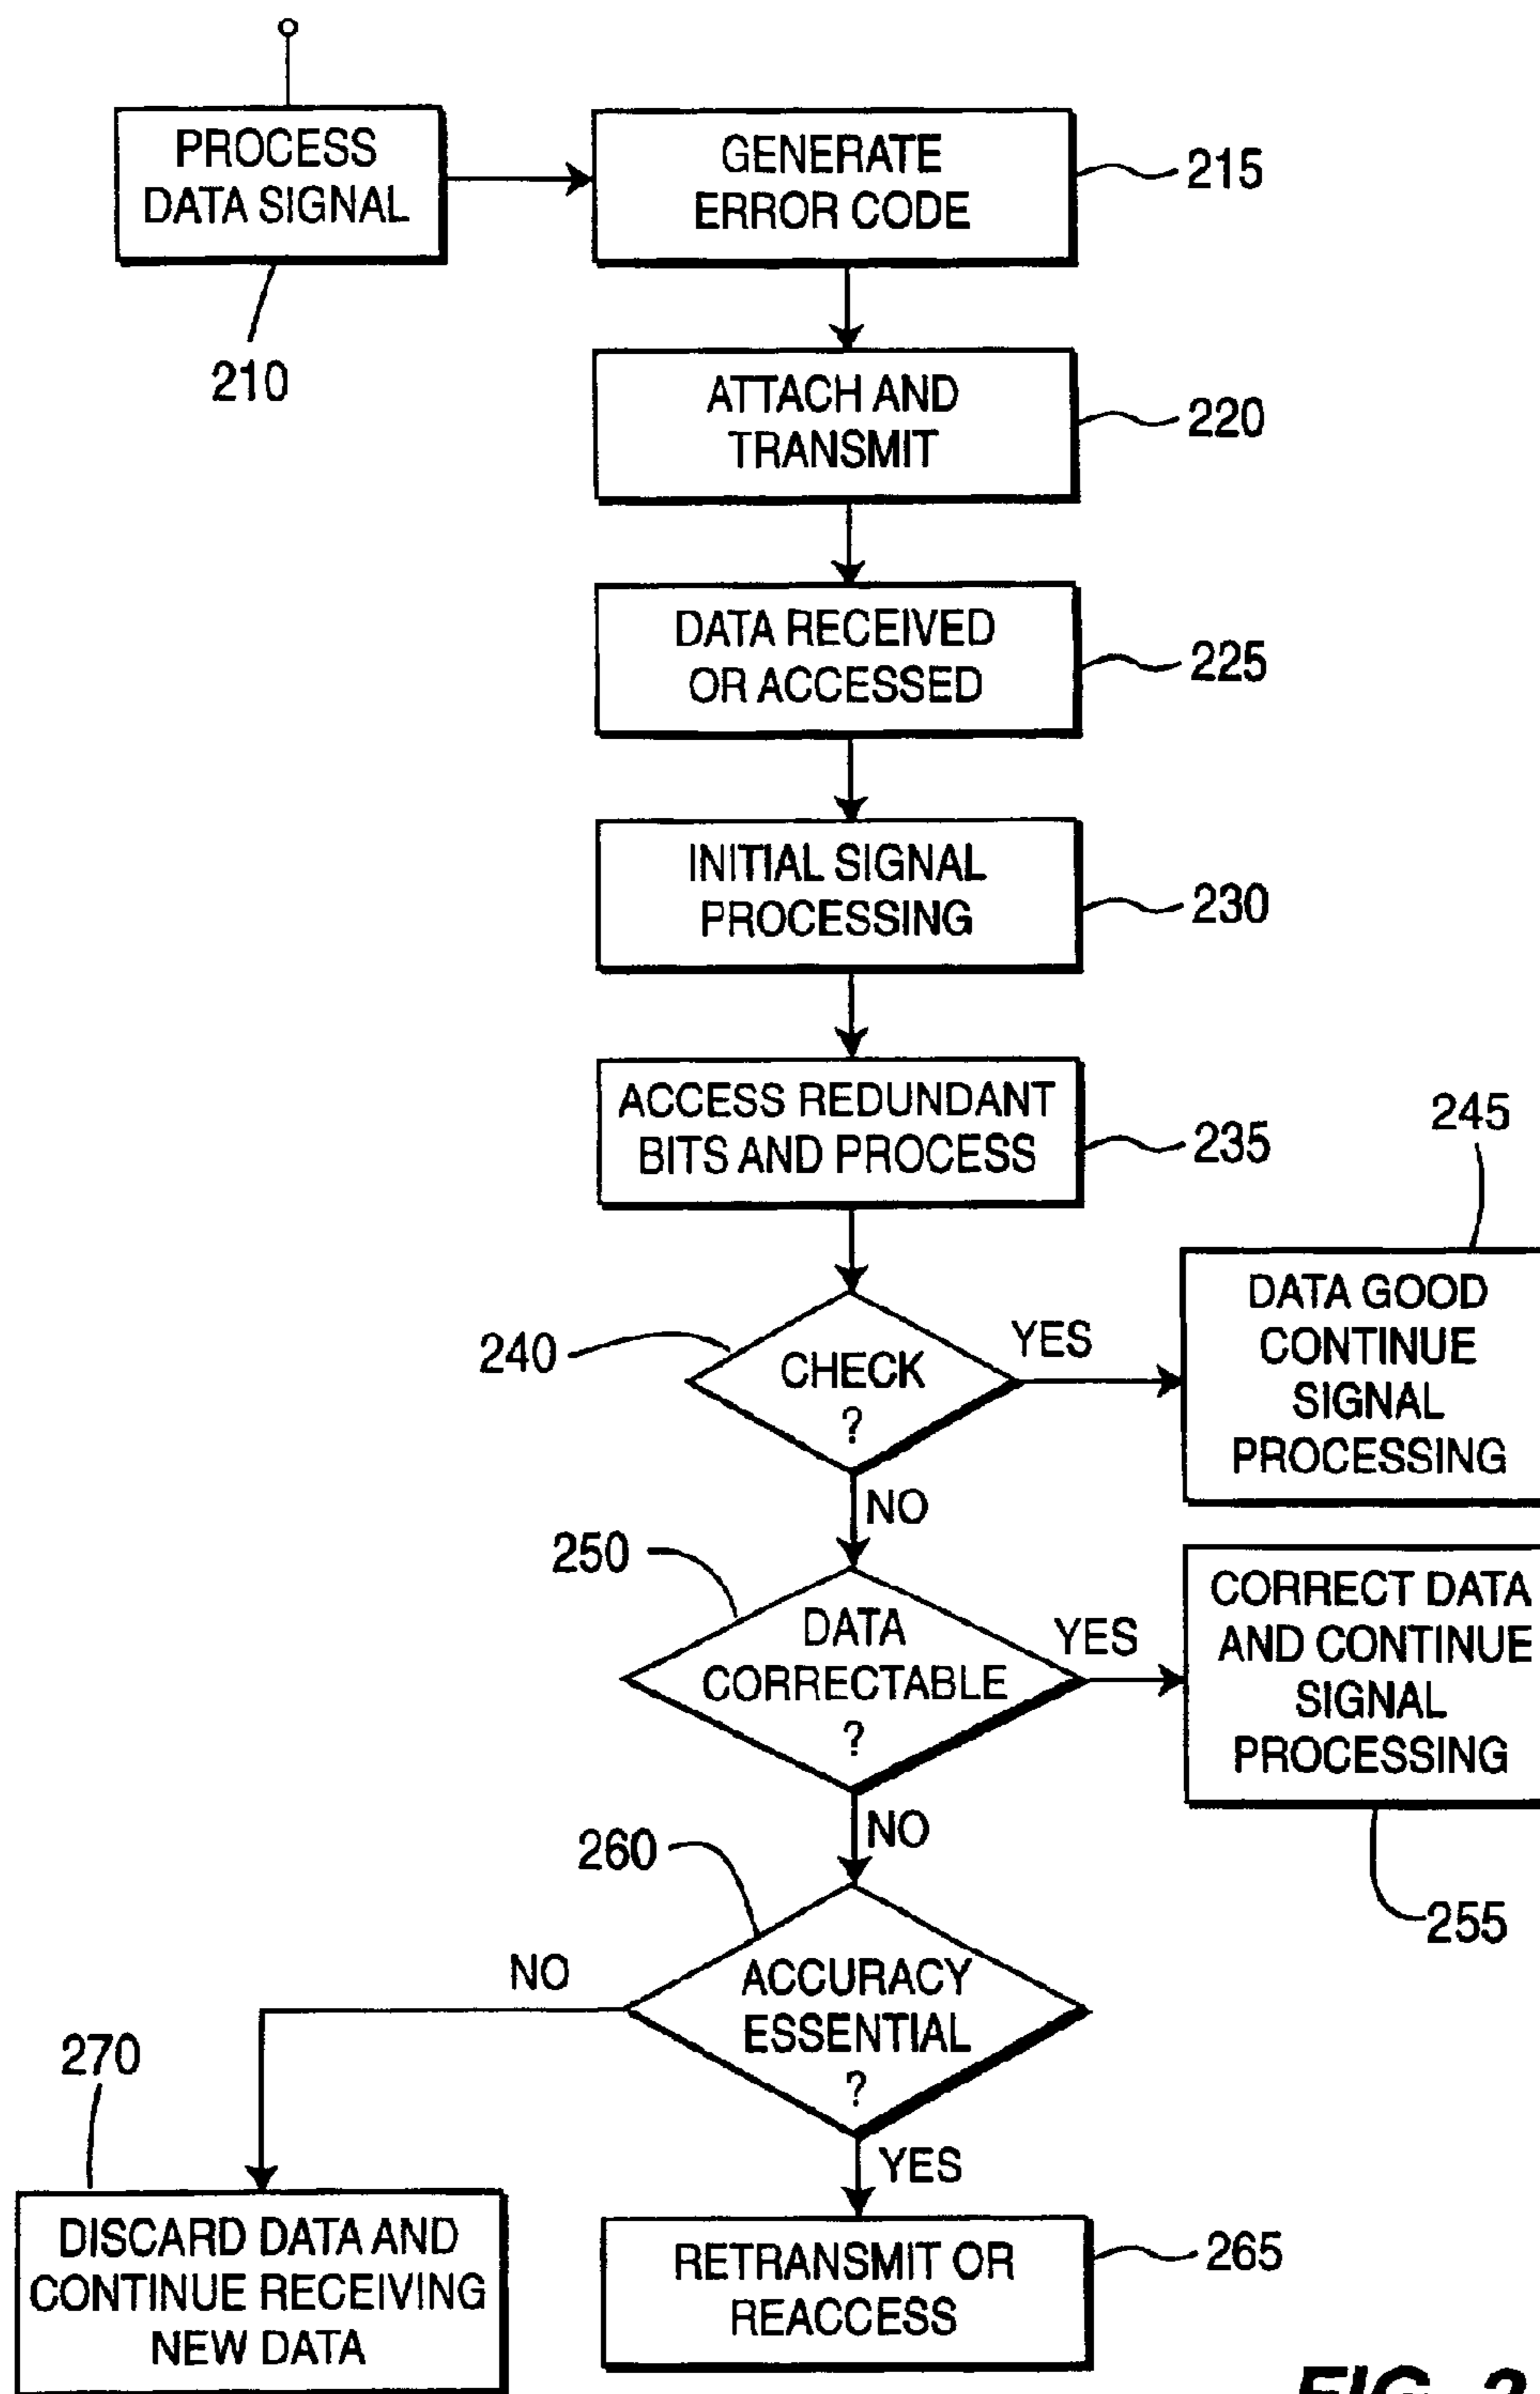 PROCESS
DATA SIGNAL
210
GENERATE
ERROR CODE
215
ATTACH AND
TRANSMIT
220
DATA RECEIVED
OR ACCESSED
225
INITIAL SIGNAL
PROCESSING
230
ACCESS REDUNDANT
BITS AND PROCESS
235
240
CHECK
?
YES
245
DATA GOOD
CONTINUE
SIGNAL
PROCESSING
NO
250
DATA
CORRECTABLE
?
YES
CORRECT DATA
AND CONTINUE
SIGNAL
PROCESSING
255
NO
260
ACCURACY
ESSENTIAL
?
NO
270
DISCARD DATA AND
CONTINUE RECEIVING
NEW DATA
YES
RETRANSMIT OR
REACCESS
265
FIG. 2